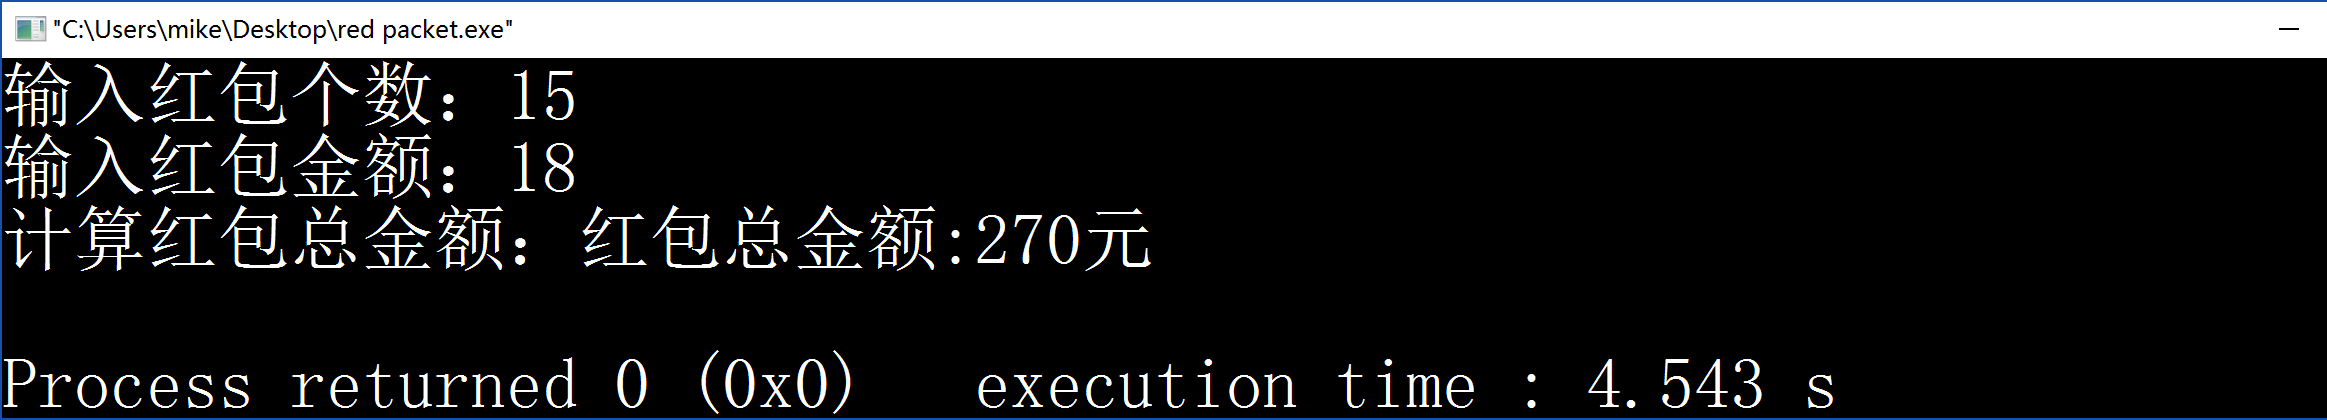 "C:\Users\mike\Desktop\red packet.exe"
输入红包个数：15
输入红包金额：18
计算红包总金额：红包总金额:270元
Process returned 0 (0x0)   execution time : 4.543 s